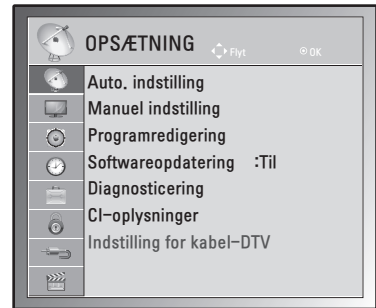 OPSÆTNING
Flyt
OK
Auto. indstilling
Manuel indstilling
Programredigering
Softwareopdatering :Til
Diagnosticering
CI-oplysninger
Indstilling for kabel-DTV